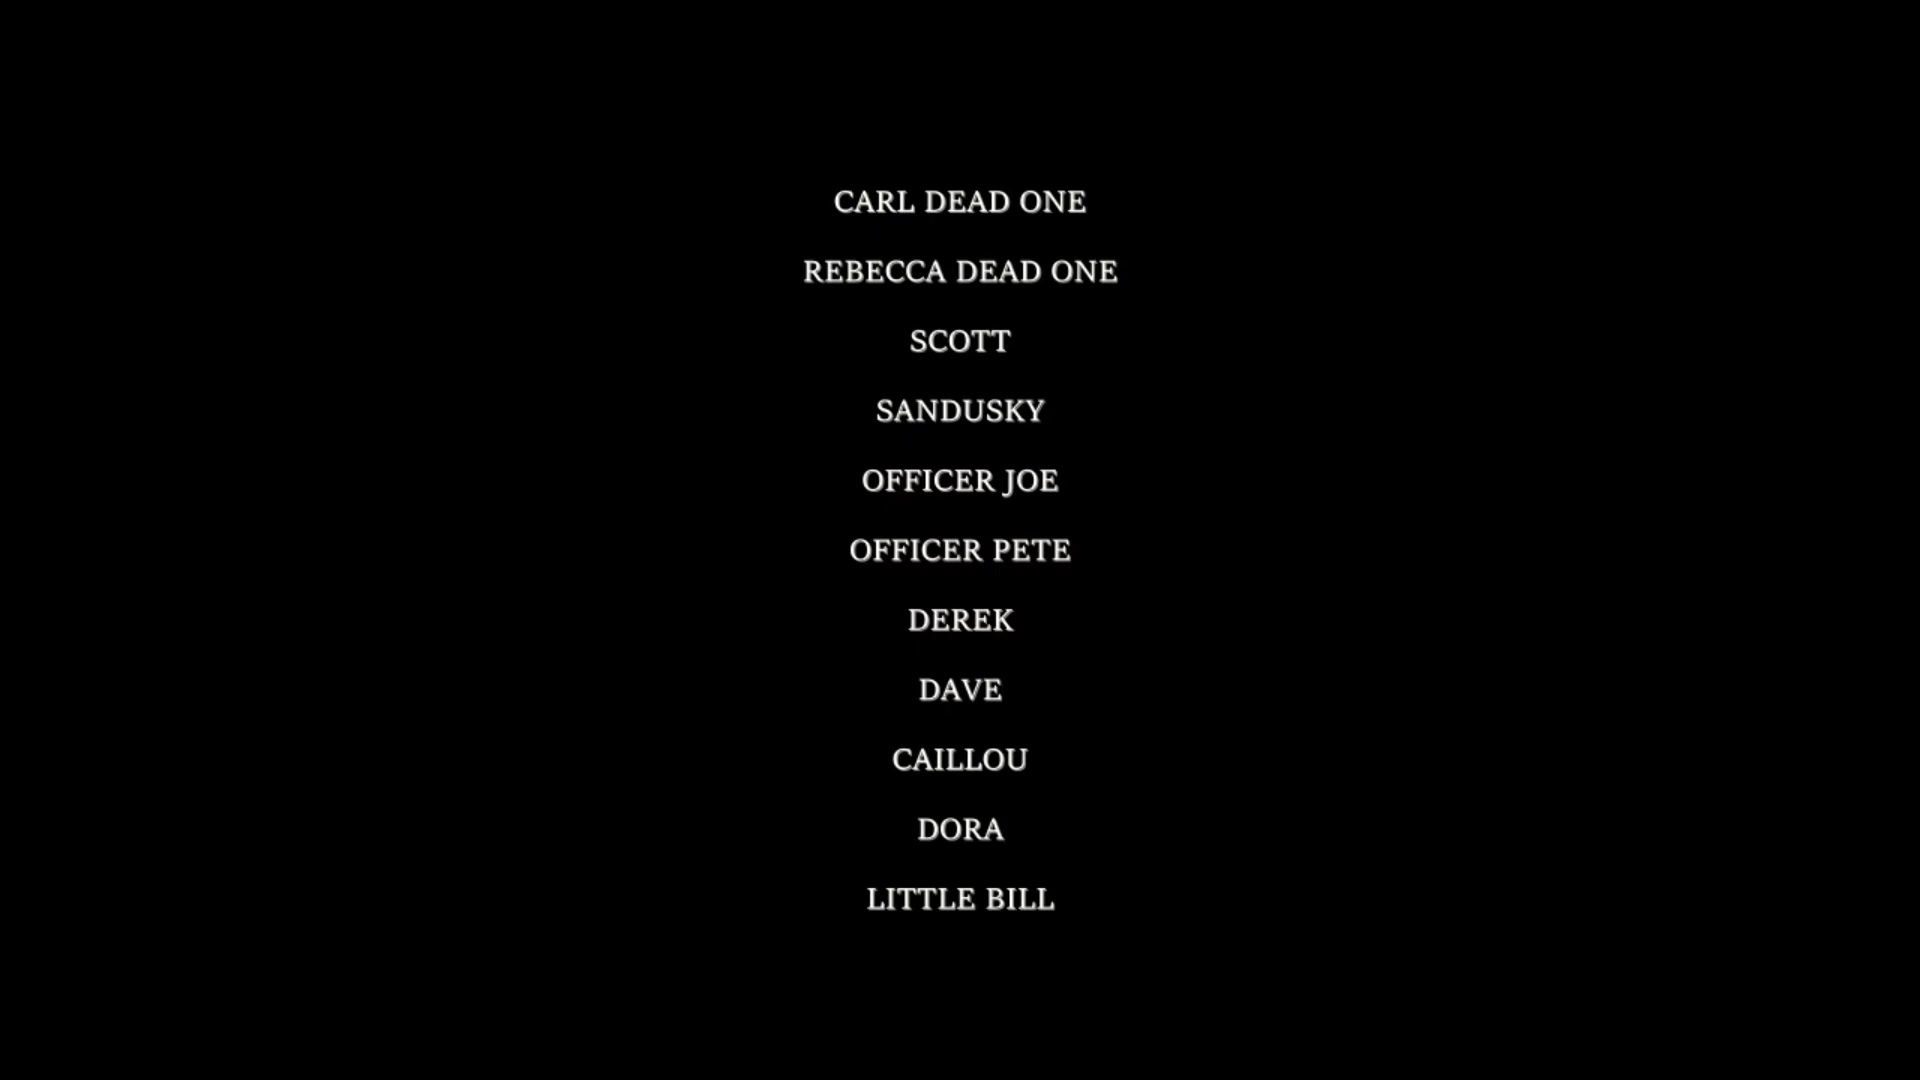 CARL DEAD ONE
REBECCA DEAD ONE
SCOTT
SANDUSKY
OFFICER JOE
OFFICER PETE
DEREK
DAVE
CAILLOU
DORA
LITTLE BILL